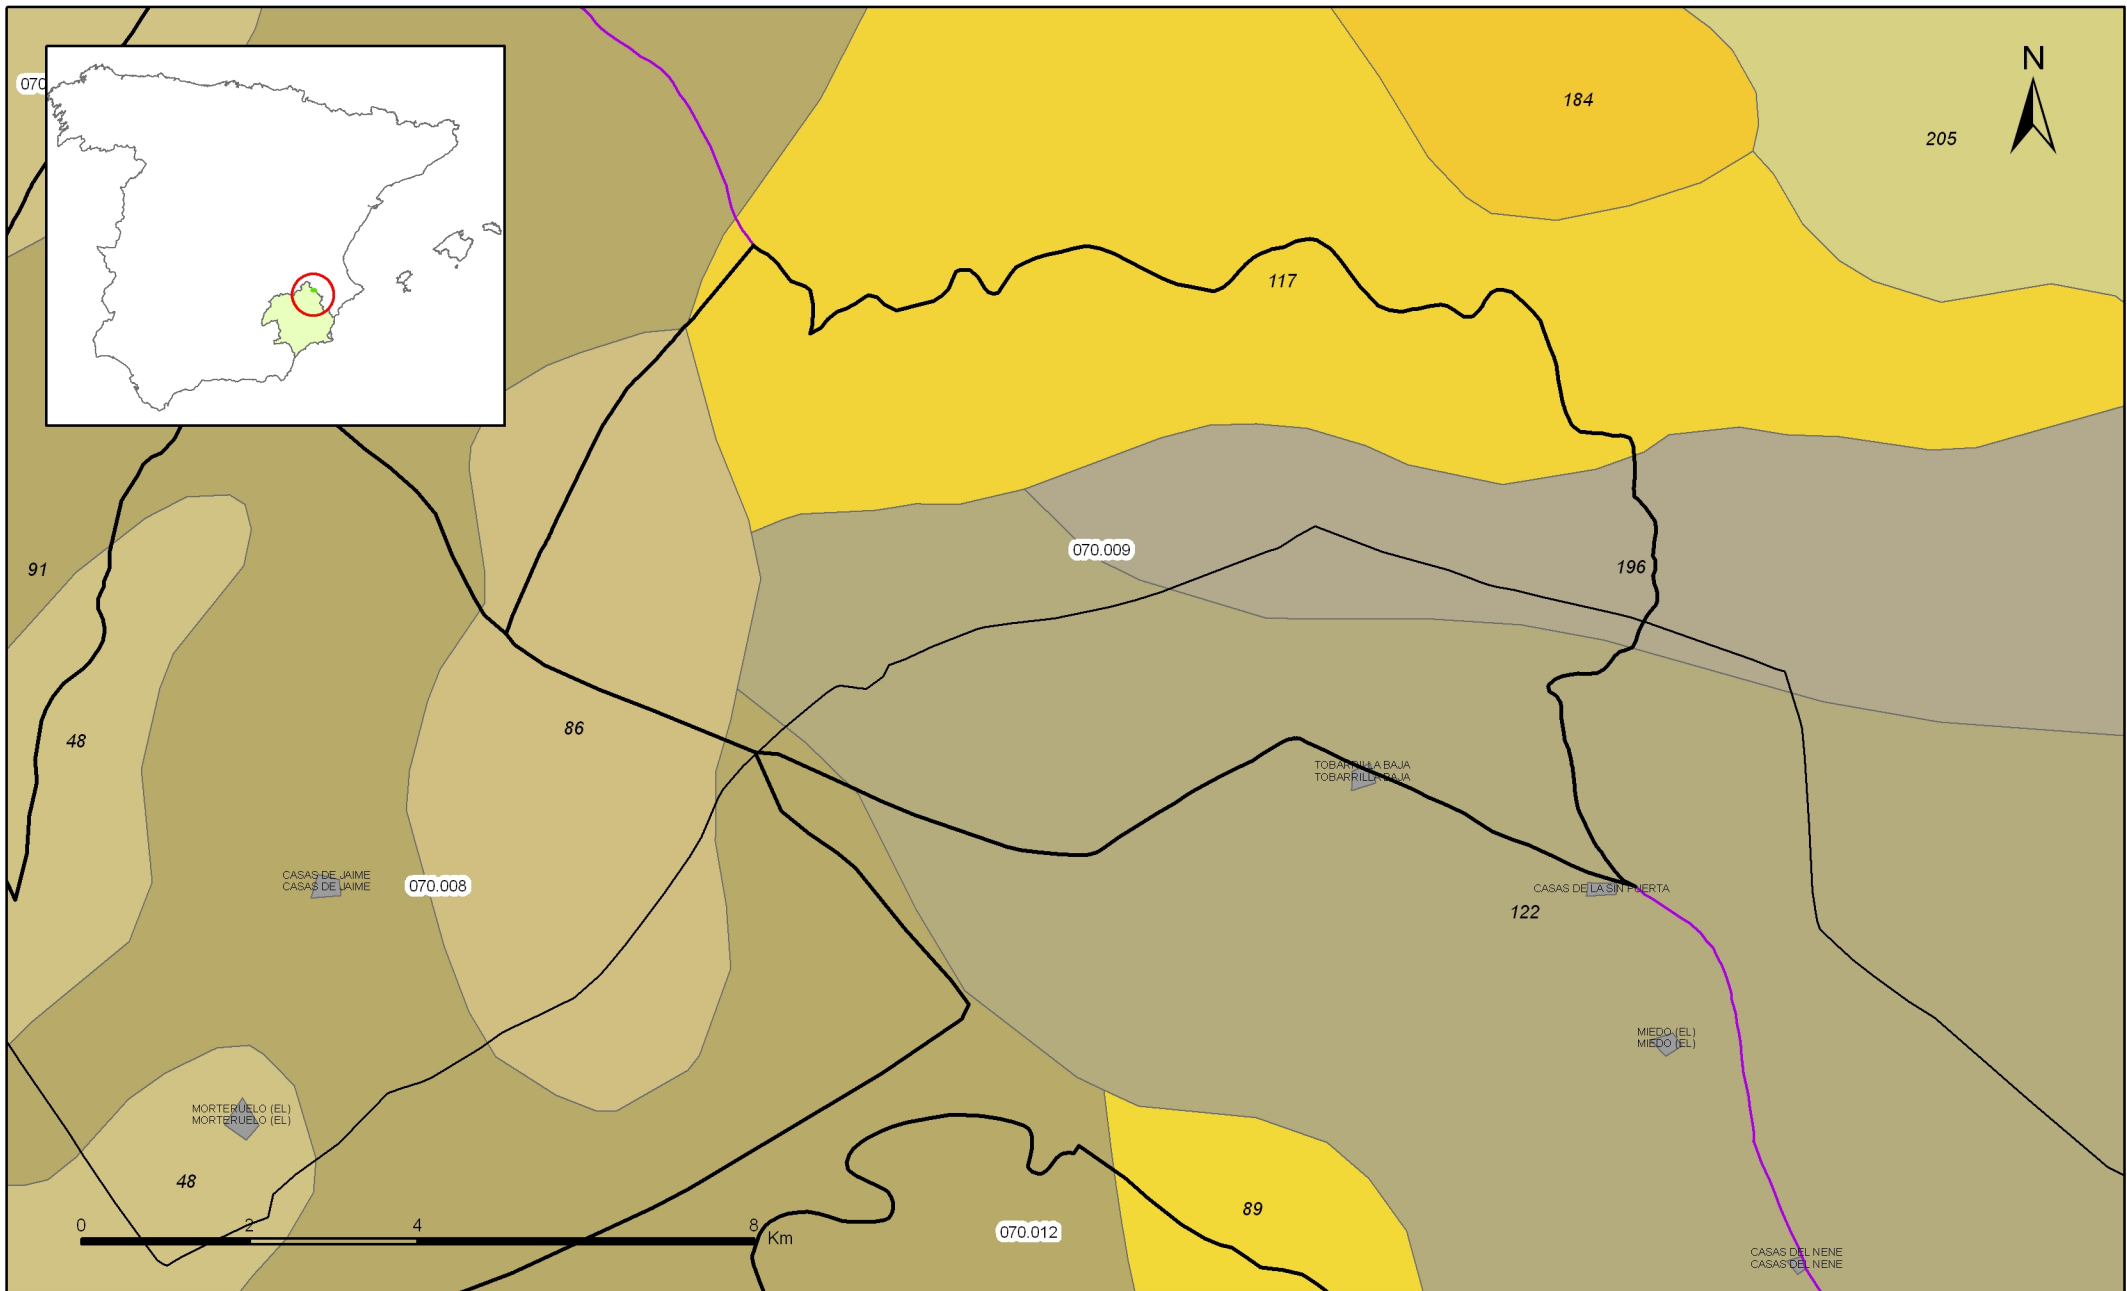 N
070
184
205
117
91
070.009
196
48
86
TOBARRILLA BAJA
TOBARRILLA BAJA
CASAS DE JAIME
CASAS DE JAIME
070.008
CASAS DE LA SIN PUERTA
122
MIEDO (EL)
MIEDO (EL)
MORTERUELO (EL)
MORTERUELO (EL)
48
89
0 2 4 8 Km
070.012
CASAS DEL NENE
CASAS DEL NENE